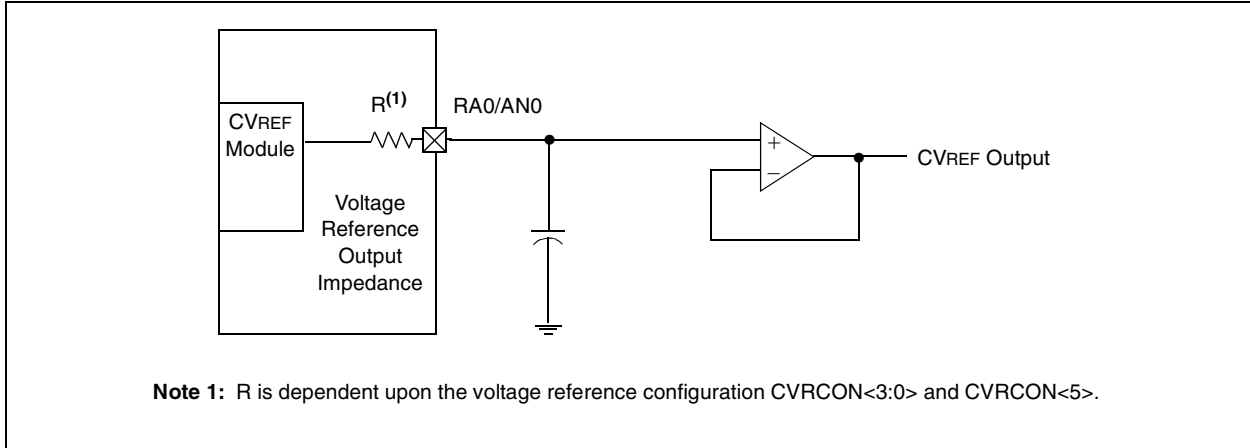 R(1)
RA0/AN0
CVREF
Module
+
–
CVREF Output
Voltage
Reference
Output
Impedance
Note 1: R is dependent upon the voltage reference configuration CVRCON<3:0> and CVRCON<5>.